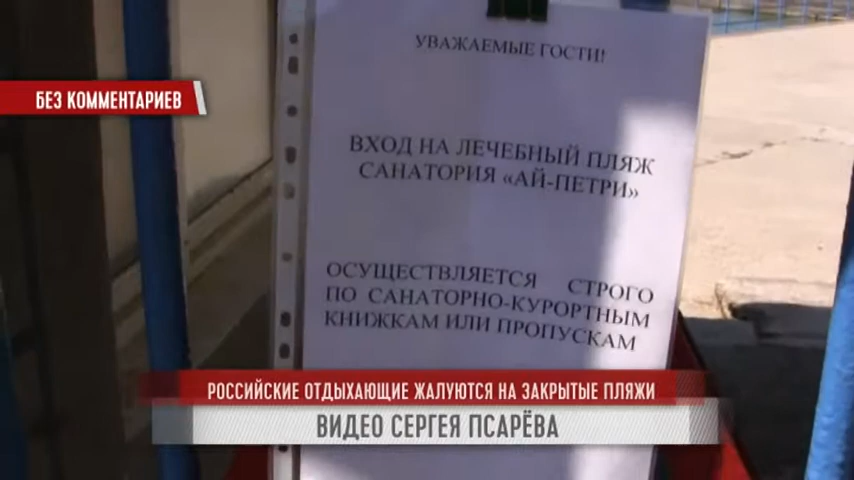 УВАЖАЕМЫЕ ГОСТИ!
БЕЗ КОММЕНТАРИЕВ
ВХОД НА ЛЕЧЕБНЫЙ ПЛЯЖ
САНАТОРИЯ «АЙ-ПЕТРИ»
ОСУЩЕСТВЛЯЕТСЯ СТРОГО
ПО САНАТОРНО-КУРОРТНЫМ
КНИЖКАМ ИЛИ ПРОПУСКАМ
РОССИЙСКИЕ ОТДЫХАЮЩИЕ ЖАЛУЮТСЯ НА ЗАКРЫТЫЕ ПЛЯЖИ
ВИДЕО СЕРГЕЯ ПСАРЁВА